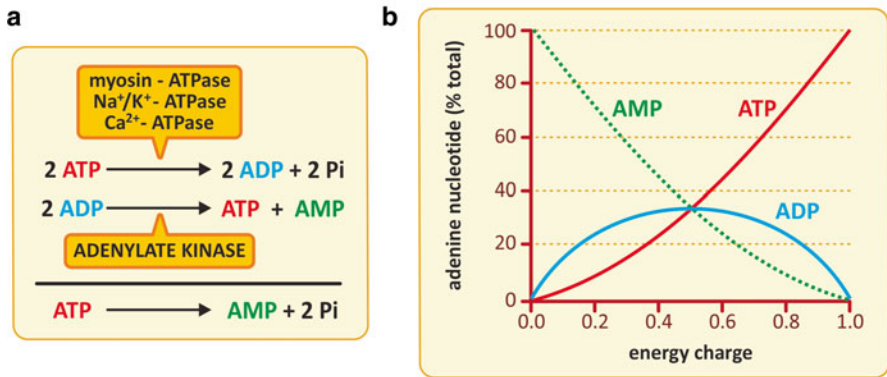 a
myosin - ATPase
Na⁺/K⁺- ATPase
Ca²⁺- ATPase
2 ATP 2 ADP + 2 Pi
2 ADP ATP + AMP
ADENYLATE KINASE
ATP AMP + 2 Pi
b
adenine nucleotide (% total)
100
80
60
40
20
0
AMP
ATP
ADP
0.0 0.2 0.4 0.6 0.8 1.0
energy charge